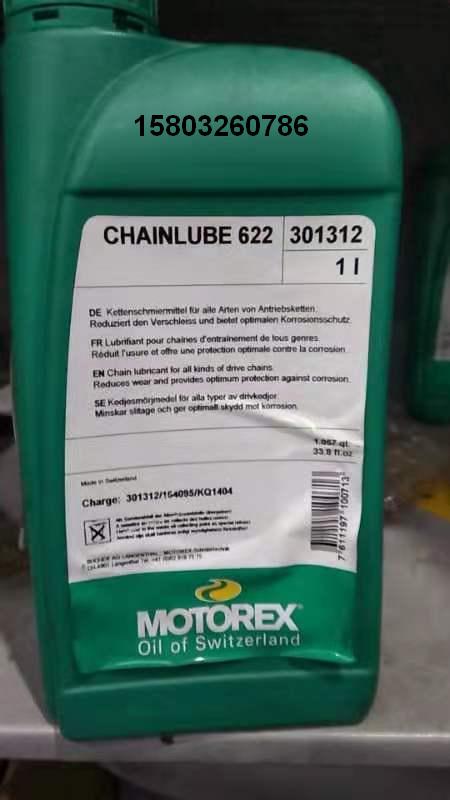 15803260786
CHAINLUBE 622
301312
1 l
DE Kettenschmiermittel für alle Arten von Antriebsketten.
Reduziert den Verschleiss und bietet optimalen Korrosionsschutz.
FR Lubrifiant pour chaînes d'entraînement de tous genres.
Réduit l'usure et offre une protection optimale contre la corrosion.
EN Chain lubricant for all kinds of drive chains.
Reduces wear and provides optimum protection against corrosion.
SE Kedjesmörjmedel för alla typer av drivkedjor.
Minskar slitage och ger optimalt skydd mot korrosion.
1.057 qt.
33.8 fl.oz.
Made in Switzerland
Charge: 301312/164095/KQ1404
7611197 100713
MOTOREX
Oil of Switzerland